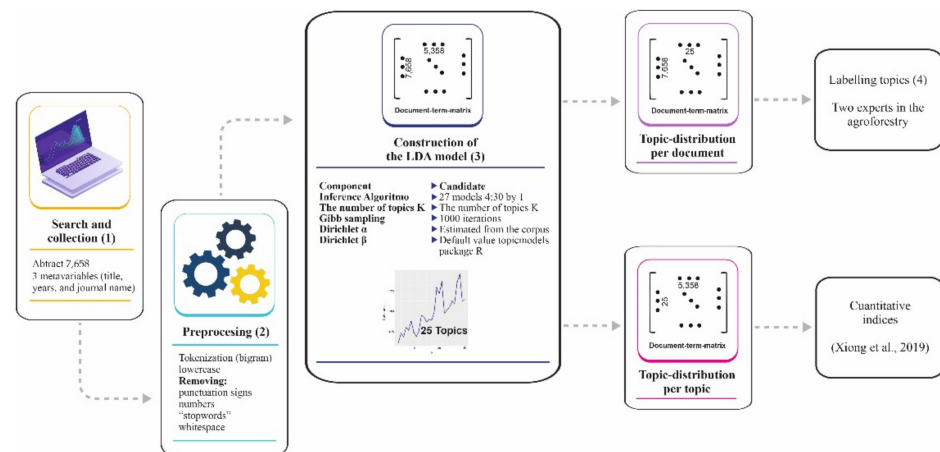 Search and
collection (1)
Abtract 7,658
3 metavariables (title,
years, and journal name)
Preprocesing (2)
Tokenization (bigram)
lowercase
Removing:
punctuation signs
numbers
“stopwords”
whitespace
5,358
7,658
Document-term-matrix
Construction of
the LDA model (3)
Component ▶ Candidate
Inference Algoritmo ▶ 27 models 4:30 by 1
The number of topics K ▶ The number of topics K
Gibb sampling ▶ 1000 iterations
Dirichlet α ▶ Estimated from the corpus
Dirichlet β ▶ Default value topicmodels
package R
25 Topics
25
7,658
Document-term-matrix
Topic-distribution
per document
Labelling topics (4)
Two experts in the
agroforestry
5,358
25
Document-term-matrix
Topic-distribution
per topic
Cuantitative
indices
(Xiong et al., 2019)